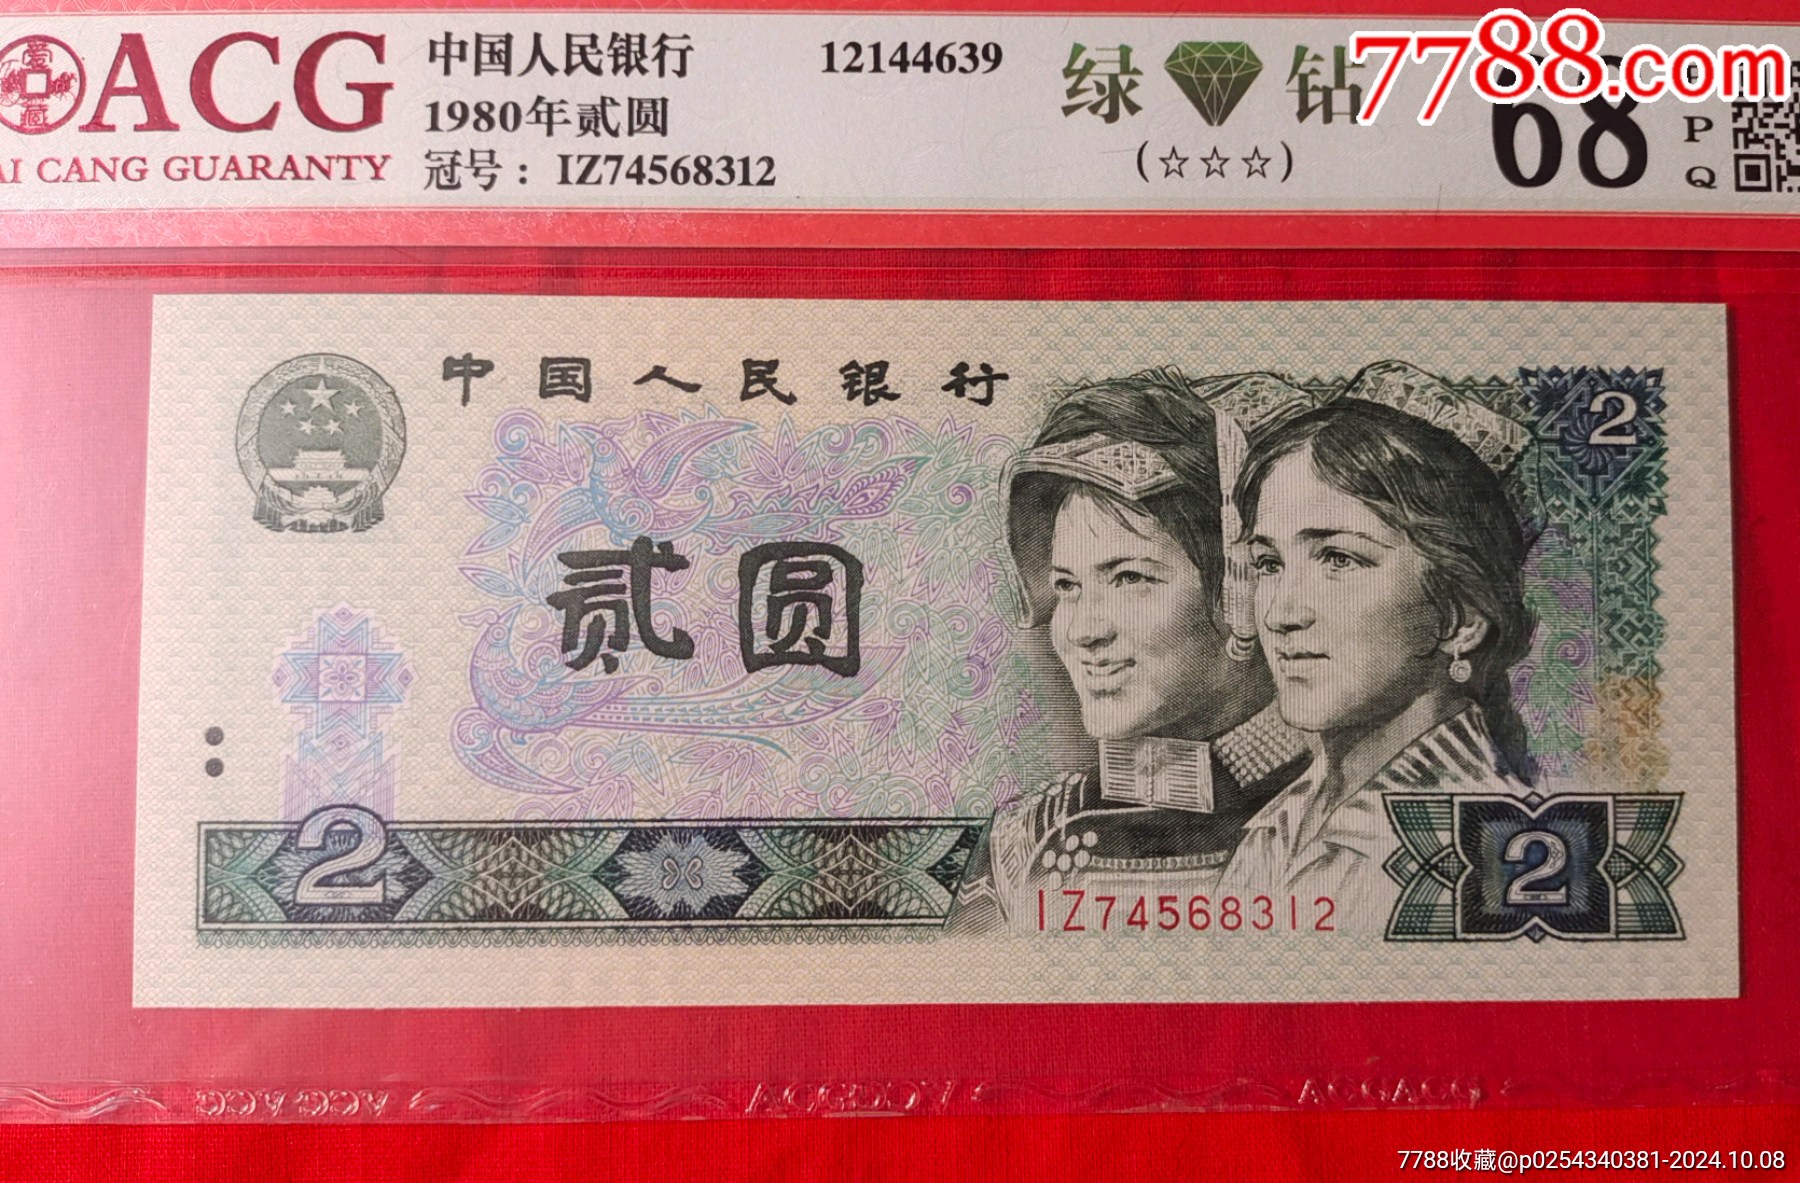 ACG
AI CANG GUARANTY
中国人民银行
1980年贰圆
冠号：IZ74568312
12144639
绿 钻
(☆☆☆)
7788.com
68
P
Q
中国人民银行
贰圆
2
2
2
IZ74568312
ACGACG
7788收藏@p0254340381-2024.10.08